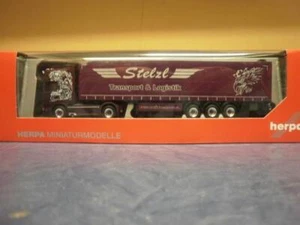 Stelzl
Transport & Logistik
HERPA MINIATURMODELLE
herpa